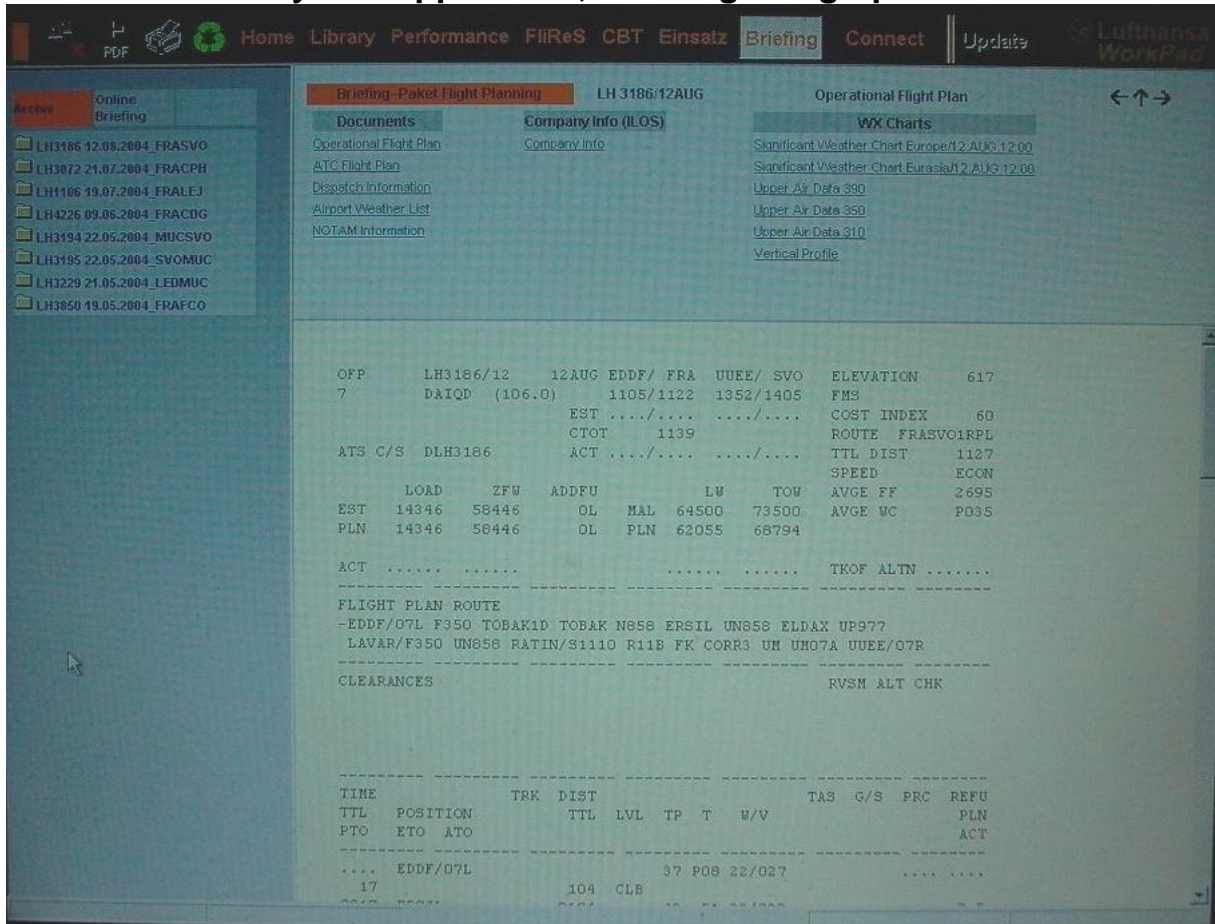 PDF Home Library Performance FliReS CBT Einsatz Briefing Connect Update Lufthansa WorkPad
Archiv Online Briefing
LH3186 12.08.2004_FRASVO
LH3072 21.07.2004_FRACPH
LH1106 19.07.2004_FRALEJ
LH4226 09.06.2004_FRACDG
LH3194 22.05.2004_MUCSVO
LH3195 22.05.2004_SVOMUC
LH3229 21.05.2004_LEDMUC
LH3850 19.05.2004_FRAFCO
Briefing-Paket Flight Planning LH 3186/12AUG Operational Flight Plan
Documents Company Info (ILOS) WX Charts
Operational Flight Plan Company Info Significant Weather Chart Europe/12.AUG.12:00
ATC Flight Plan Significant Weather Chart Eurasia/12.AUG.12:00
Dispatch Information Upper Air Data 390
Airport Weather List Upper Air Data 350
NOTAM Information Upper Air Data 310
Vertical Profile
OFP LH3186/12 12AUG EDDF/ FRA UUEE/ SVO ELEVATION 617
7 DAIQD (106.0) 1105/1122 1352/1405 FMS
EST ..../.... ..../.... COST INDEX 60
CTOT 1139 ROUTE FRASVO1RPL
ATS C/S DLH3186 ACT ..../.... ..../.... TTL DIST 1127
SPEED ECON
LOAD ZFW ADDFU LW TOW AVGE FF 2695
EST 14346 58446 OL MAL 64500 73500 AVGE WC P035
PLN 14346 58446 OL PLN 62055 68794
ACT ...... ...... ...... ...... TKOF ALTN .......
FLIGHT PLAN ROUTE
-EDDF/07L F350 TOBAK1D TOBAK N858 ERSIL UN858 ELDAX UP977
LAVAR/F350 UN858 RATIN/S1110 R11B FK CORR3 UM UM07A UUEE/07R
CLEARANCES RVSM ALT CHK
TIME TRK DIST TAS G/S PRC REFU
TTL POSITION TTL LVL TP T W/V PLN
PTO ETO ATO ACT
.... EDDF/07L 37 P08 22/027 .... ....
17 104 CLB